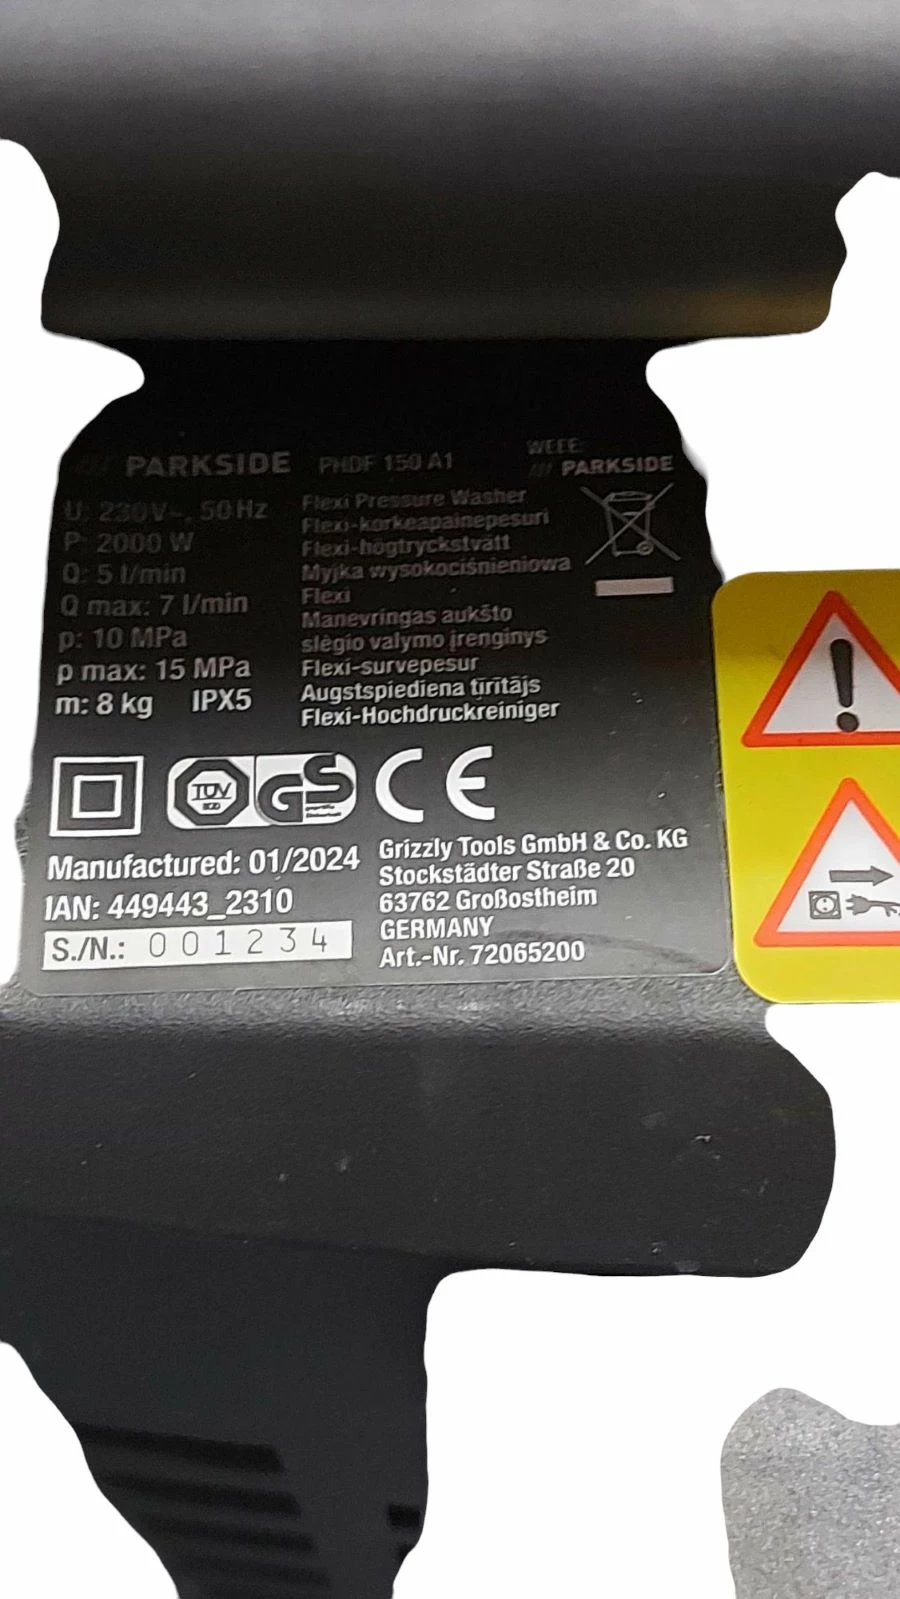 /// PARKSIDE PHDF 150 A1
WEEE:
/// PARKSIDE
U: 230V~, 50Hz
P: 2000 W
Q: 5 l/min
Q max: 7 l/min
p: 10 MPa
p max: 15 MPa
m: 8 kg IPX5
Flexi Pressure Washer
Flexi-korkeapainepesuri
Flexi-högtryckstvätt
Myjka wysokociśnieniowa
Flexi
Manevringas aukšto
slėgio valymo įrenginys
Flexi-survepesur
Augstspiediena tīrītājs
Flexi-Hochdruckreiniger
TÜV
GS
CE
Manufactured: 01/2024
IAN: 449443_2310
S./N.: 001234
Grizzly Tools GmbH & Co. KG
Stockstädter Straße 20
63762 Großostheim
GERMANY
Art.-Nr. 72065200